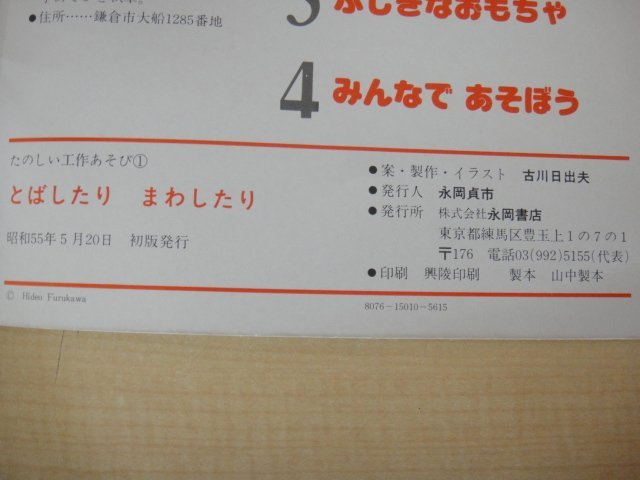 ●住所……鎌倉市大船1285番地
3 ふしぎなおもちゃ
4 みんなで あそぼう
たのしい工作あそび①
とばしたり まわしたり
昭和55年5月20日 初版発行
●案・製作・イラスト 古川日出夫
●発行人 永岡貞市
●発行所 株式会社永岡書店
東京都練馬区豊玉上1の7の1
〒176 電話03(992)5155(代表)
●印刷 興陵印刷 製本 山中製本
© Hideo Furukawa
8076-15010-5615